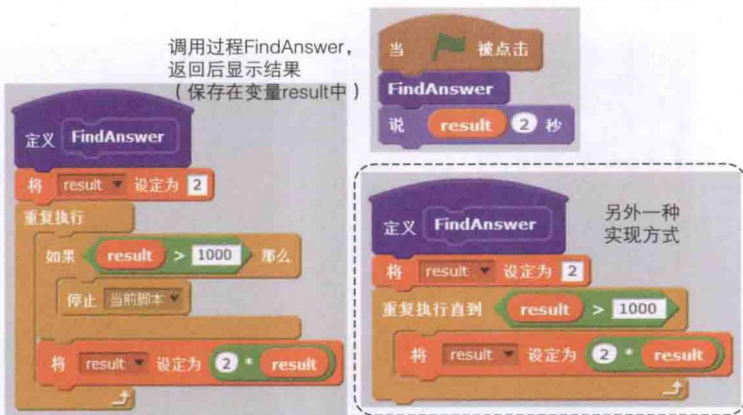 调用过程FindAnswer，
返回后显示结果
（保存在变量result中）
当 被点击
FindAnswer
说 result 2 秒
定义 FindAnswer
将 result 设定为 2
重复执行
如果 result > 1000 那么
停止 当前脚本
将 result 设定为 2 * result
定义 FindAnswer
另外一种
实现方式
将 result 设定为 2
重复执行直到 result > 1000
将 result 设定为 2 * result